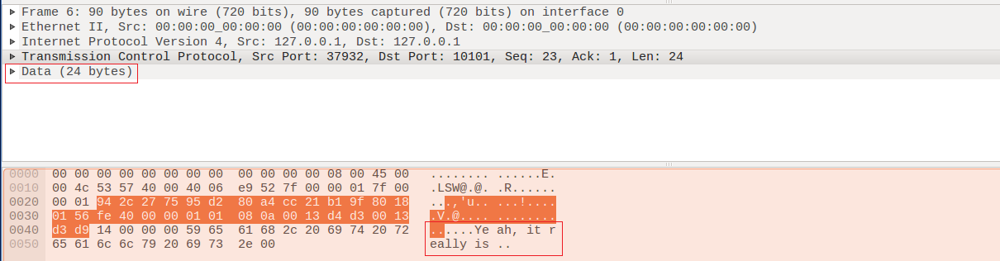 Frame 6: 90 bytes on wire (720 bits), 90 bytes captured (720 bits) on interface 0
Ethernet II, Src: 00:00:00_00:00:00 (00:00:00:00:00:00), Dst: 00:00:00_00:00:00 (00:00:00:00:00:00)
Internet Protocol Version 4, Src: 127.0.0.1, Dst: 127.0.0.1
Transmission Control Protocol, Src Port: 37932, Dst Port: 10101, Seq: 23, Ack: 1, Len: 24
Data (24 bytes)
0000 00 00 00 00 00 00 00 00 00 00 00 00 08 00 45 00 ........ ......E.
0010 00 4c 53 57 40 00 40 06 e9 52 7f 00 00 01 7f 00 .LSW@.@. .R......
0020 00 01 94 2c 27 75 95 d2 80 a4 cc 21 b1 9f 80 18 ...,'u.. ...!....
0030 01 56 fe 40 00 00 01 01 08 0a 00 13 d4 d3 00 13 .V.@.... ........
0040 d3 d9 14 00 00 00 59 65 61 68 2c 20 69 74 20 72 ......Ye ah, it r
0050 65 61 6c 6c 79 20 69 73 2e 00 eally is ..